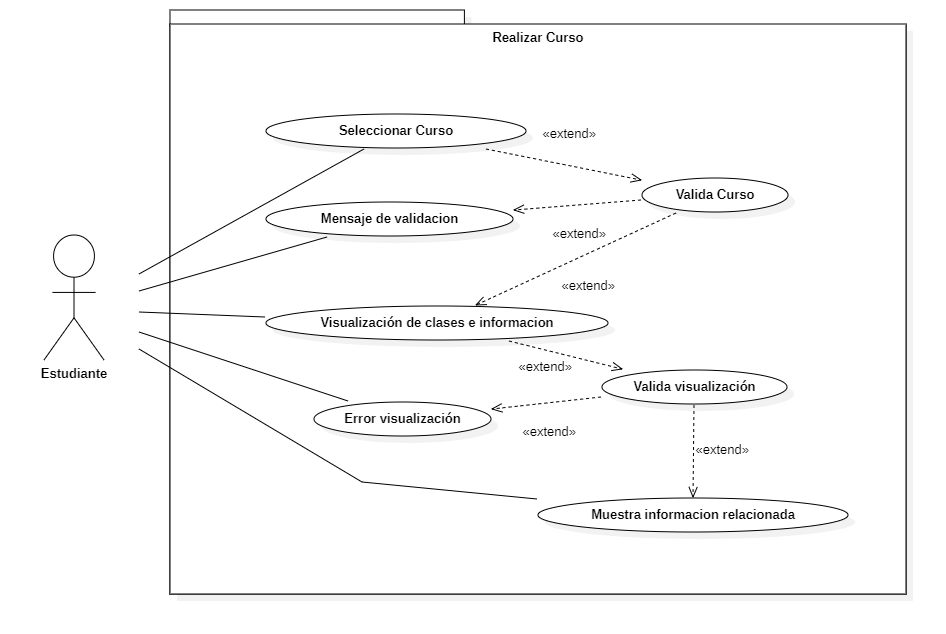 Realizar Curso
Seleccionar Curso
«extend»
Valida Curso
Mensaje de validacion
«extend»
«extend»
Visualización de clases e informacion
«extend»
Estudiante
Valida visualización
Error visualización
«extend»
«extend»
Muestra informacion relacionada